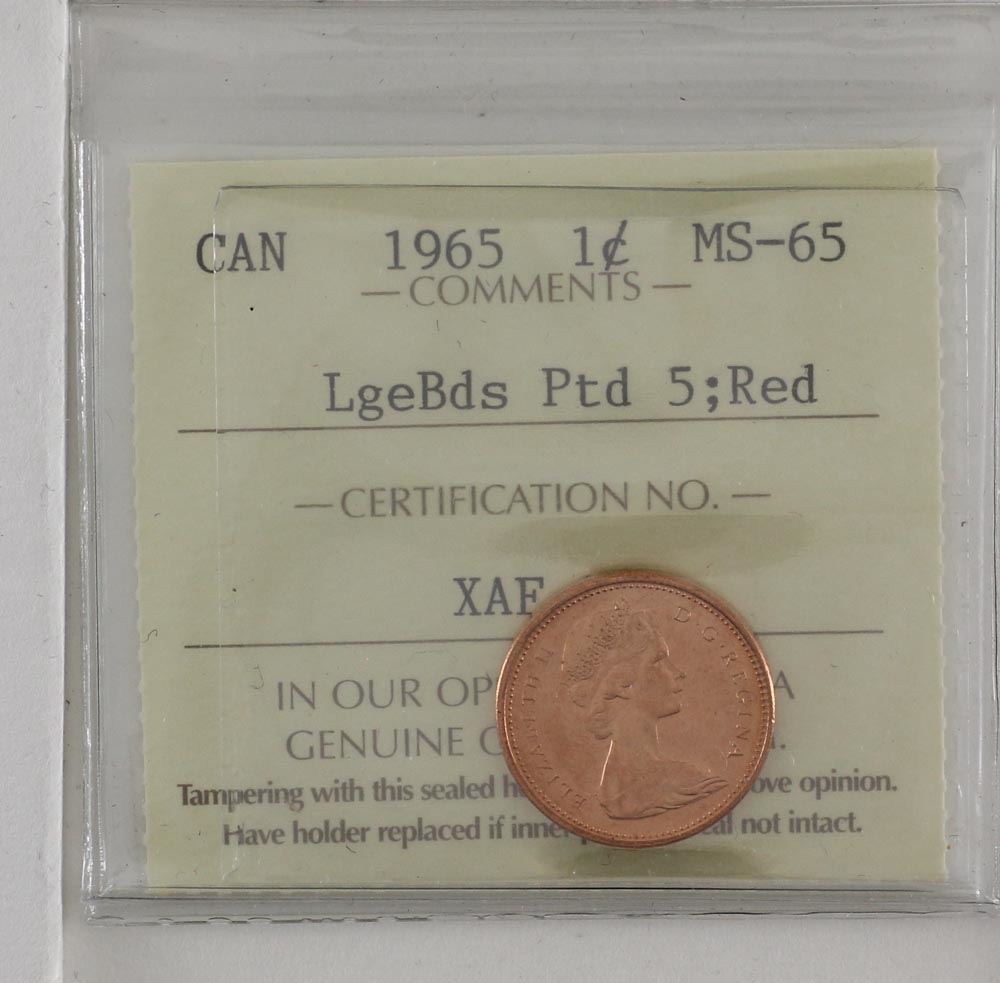 CAN 1965 1¢ MS-65
— COMMENTS —
LgeBds Ptd 5;Red
— CERTIFICATION NO. —
XAF
IN OUR OP A
GENUINE
Tampering with this sealed ove opinion.
Have holder replaced if inne al not intact.
ELIZABETH II D·G·REGINA